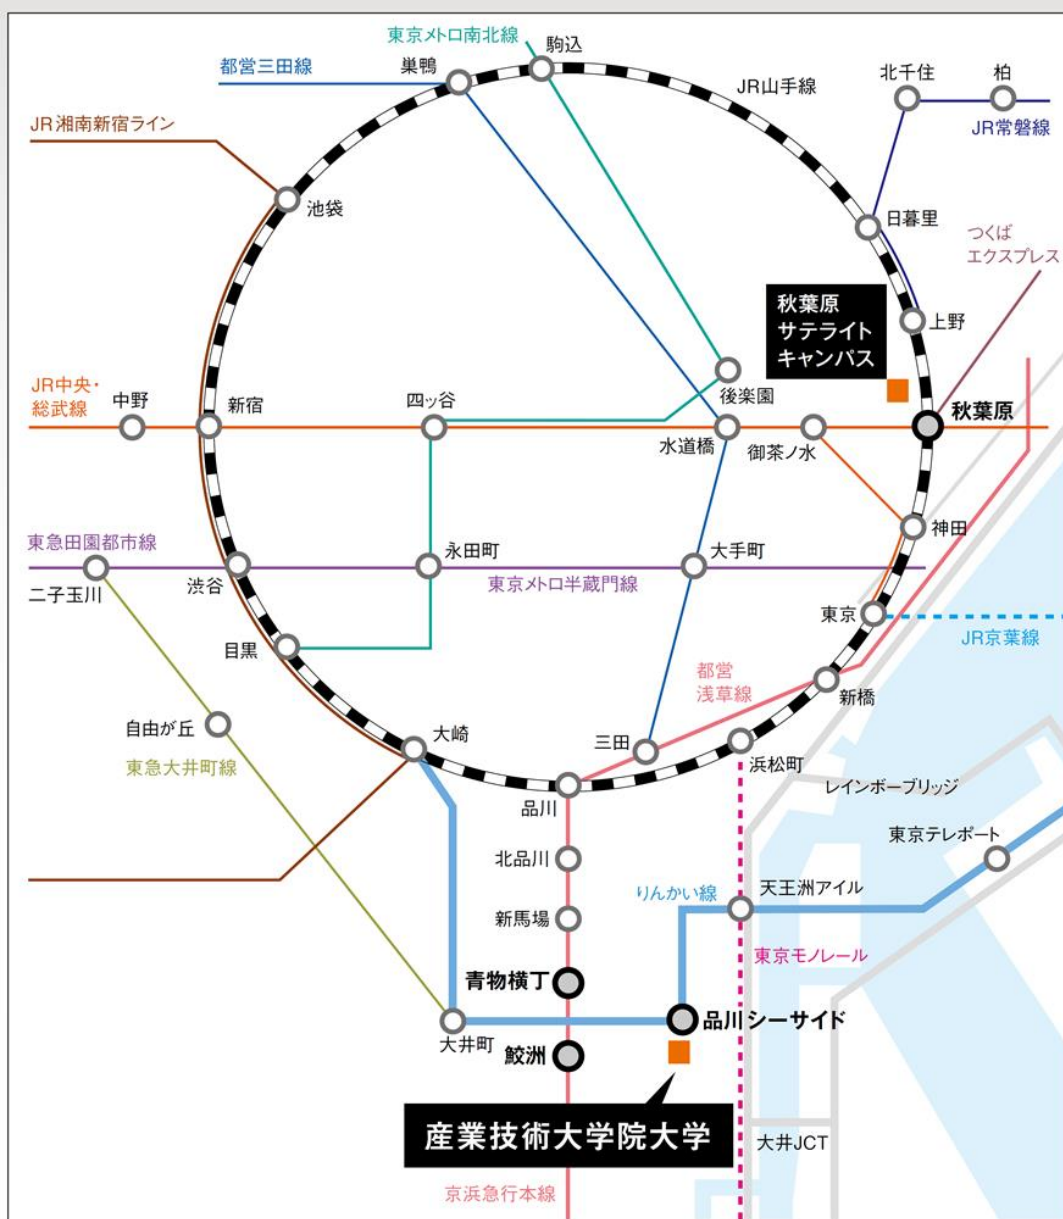 東京メトロ南北線
駒込
都営三田線
巣鴨
JR山手線
北千住
柏
JR常磐線
JR湘南新宿ライン
池袋
日暮里
つくば
エクスプレス
秋葉原
サテライト
キャンパス
上野
JR中央・
総武線
中野
新宿
四ッ谷
後楽園
水道橋
御茶ノ水
秋葉原
神田
東急田園都市線
二子玉川
渋谷
永田町
東京メトロ半蔵門線
大手町
東京
JR京葉線
目黒
都営
浅草線
新橋
自由が丘
東急大井町線
大崎
三田
浜松町
品川
レインボーブリッジ
東京テレポート
北品川
りんかい線
天王洲アイル
新馬場
東京モノレール
青物横丁
品川シーサイド
大井町
鮫洲
産業技術大学院大学
大井JCT
京浜急行本線